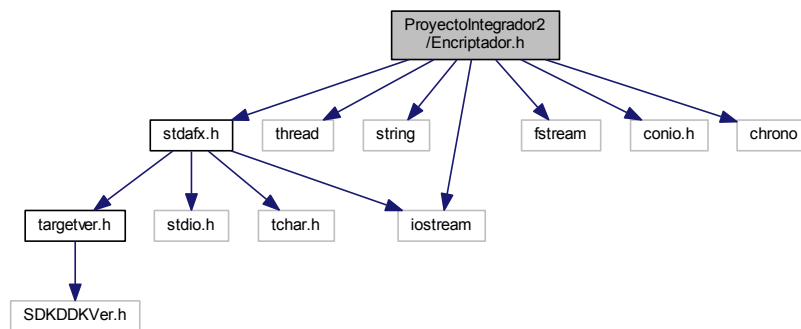 ProyectoIntegrador2
/Encriptador.h
stdafx.h
thread
string
fstream
conio.h
chrono
targetver.h
stdio.h
tchar.h
iostream
SDKDDKVer.h